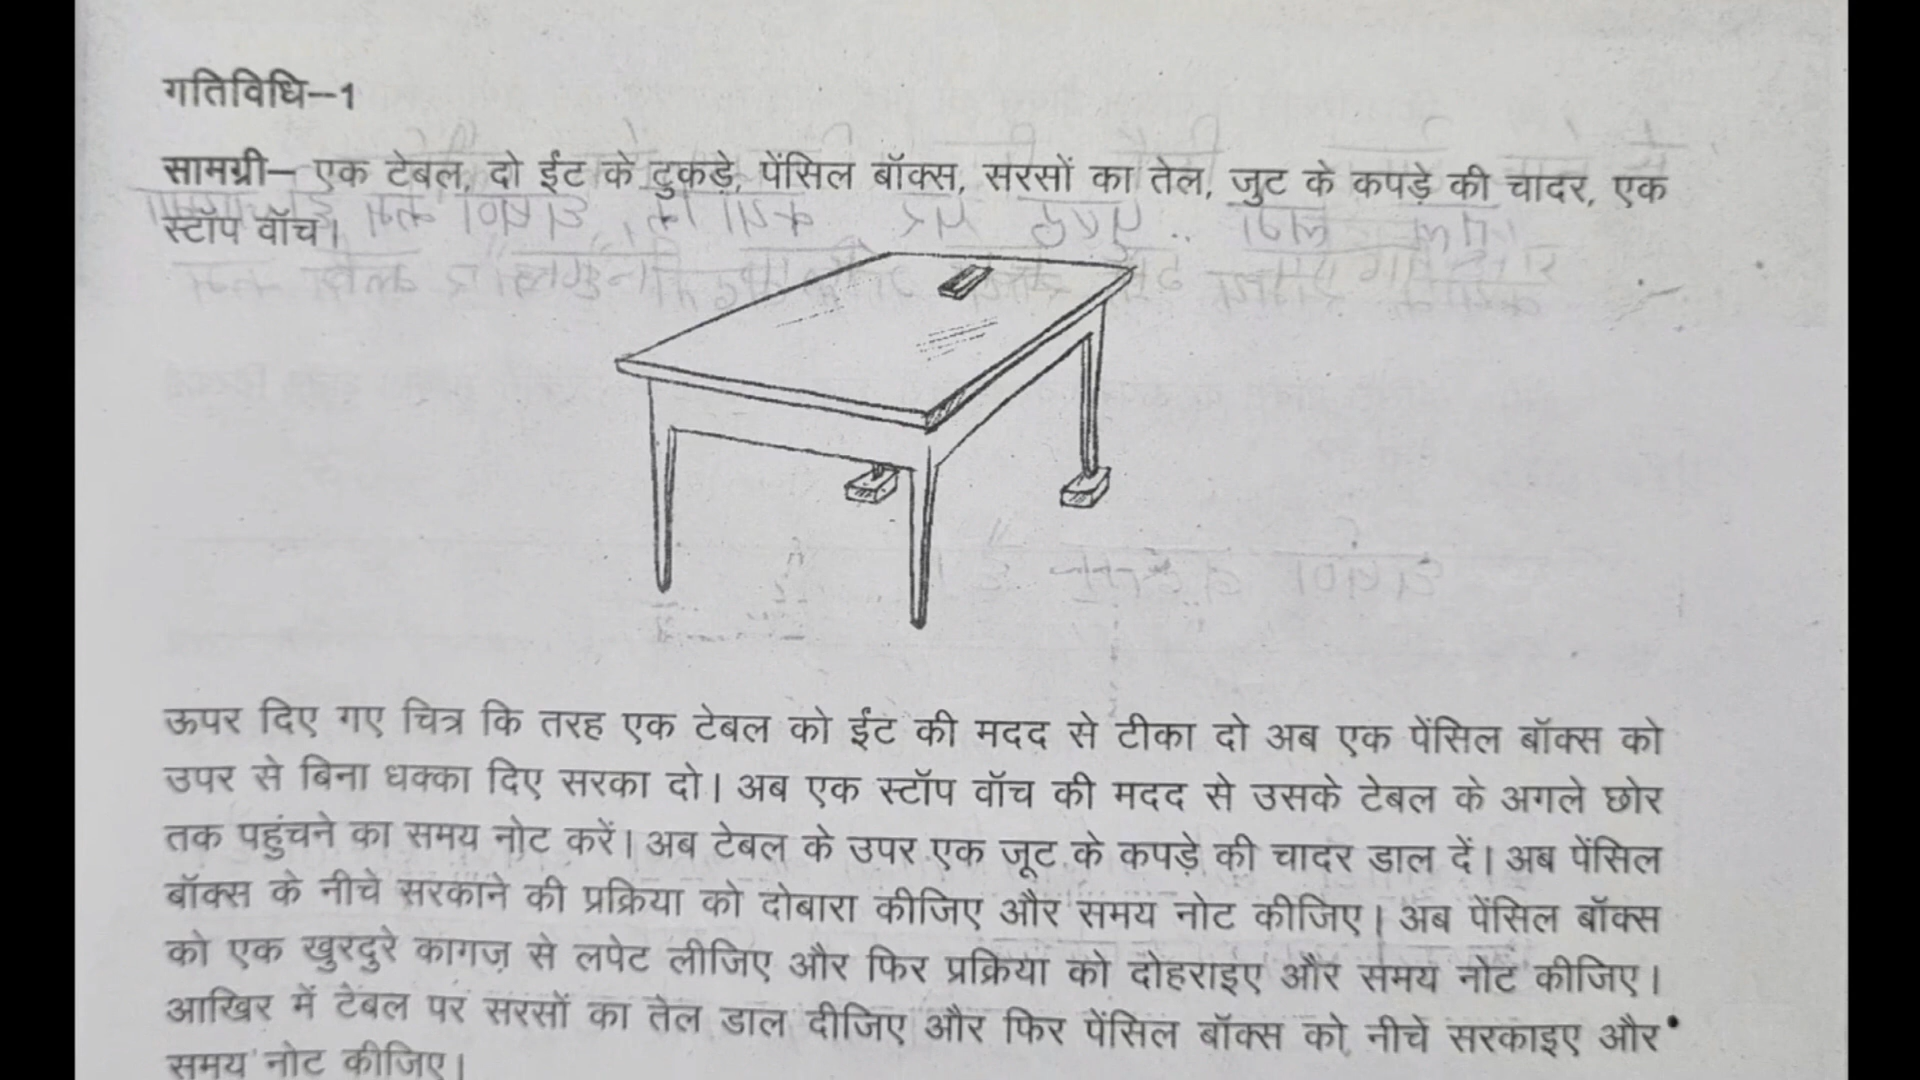 गतिविधि–1
सामग्री– एक टेबल, दो ईंट के टुकड़े, पेंसिल बॉक्स, सरसों का तेल, जुट के कपड़े की चादर, एक
स्टॉप वॉच।
ऊपर दिए गए चित्र कि तरह एक टेबल को ईंट की मदद से टीका दो अब एक पेंसिल बॉक्स को
उपर से बिना धक्का दिए सरका दो। अब एक स्टॉप वॉच की मदद से उसके टेबल के अगले छोर
तक पहुंचने का समय नोट करें। अब टेबल के उपर एक जूट के कपड़े की चादर डाल दें। अब पेंसिल
बॉक्स के नीचे सरकाने की प्रक्रिया को दोबारा कीजिए और समय नोट कीजिए। अब पेंसिल बॉक्स
को एक खुरदुरे कागज़ से लपेट लीजिए और फिर प्रक्रिया को दोहराइए और समय नोट कीजिए।
आखिर में टेबल पर सरसों का तेल डाल दीजिए और फिर पेंसिल बॉक्स को नीचे सरकाइए और
समय नोट कीजिए।